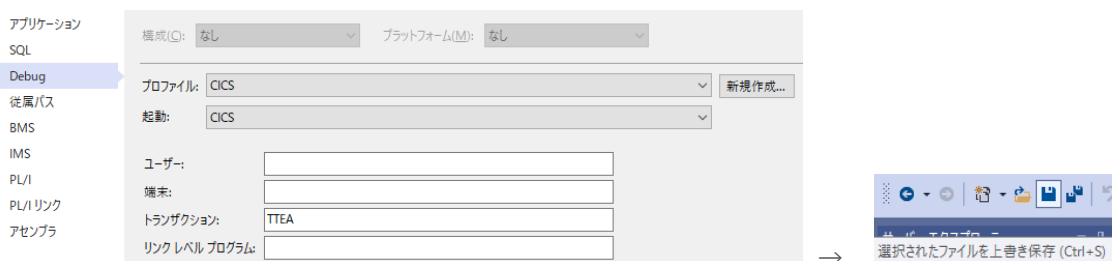 アプリケーション
SQL
Debug
従属パス
BMS
IMS
PL/I
PL/I リンク
アセンブラ
構成(C): なし プラットフォーム(M): なし
プロファイル: CICS 新規作成...
起動: CICS
ユーザー:
端末:
トランザクション: TTEA
リンク レベル プログラム:
→
選択されたファイルを上書き保存 (Ctrl+S)